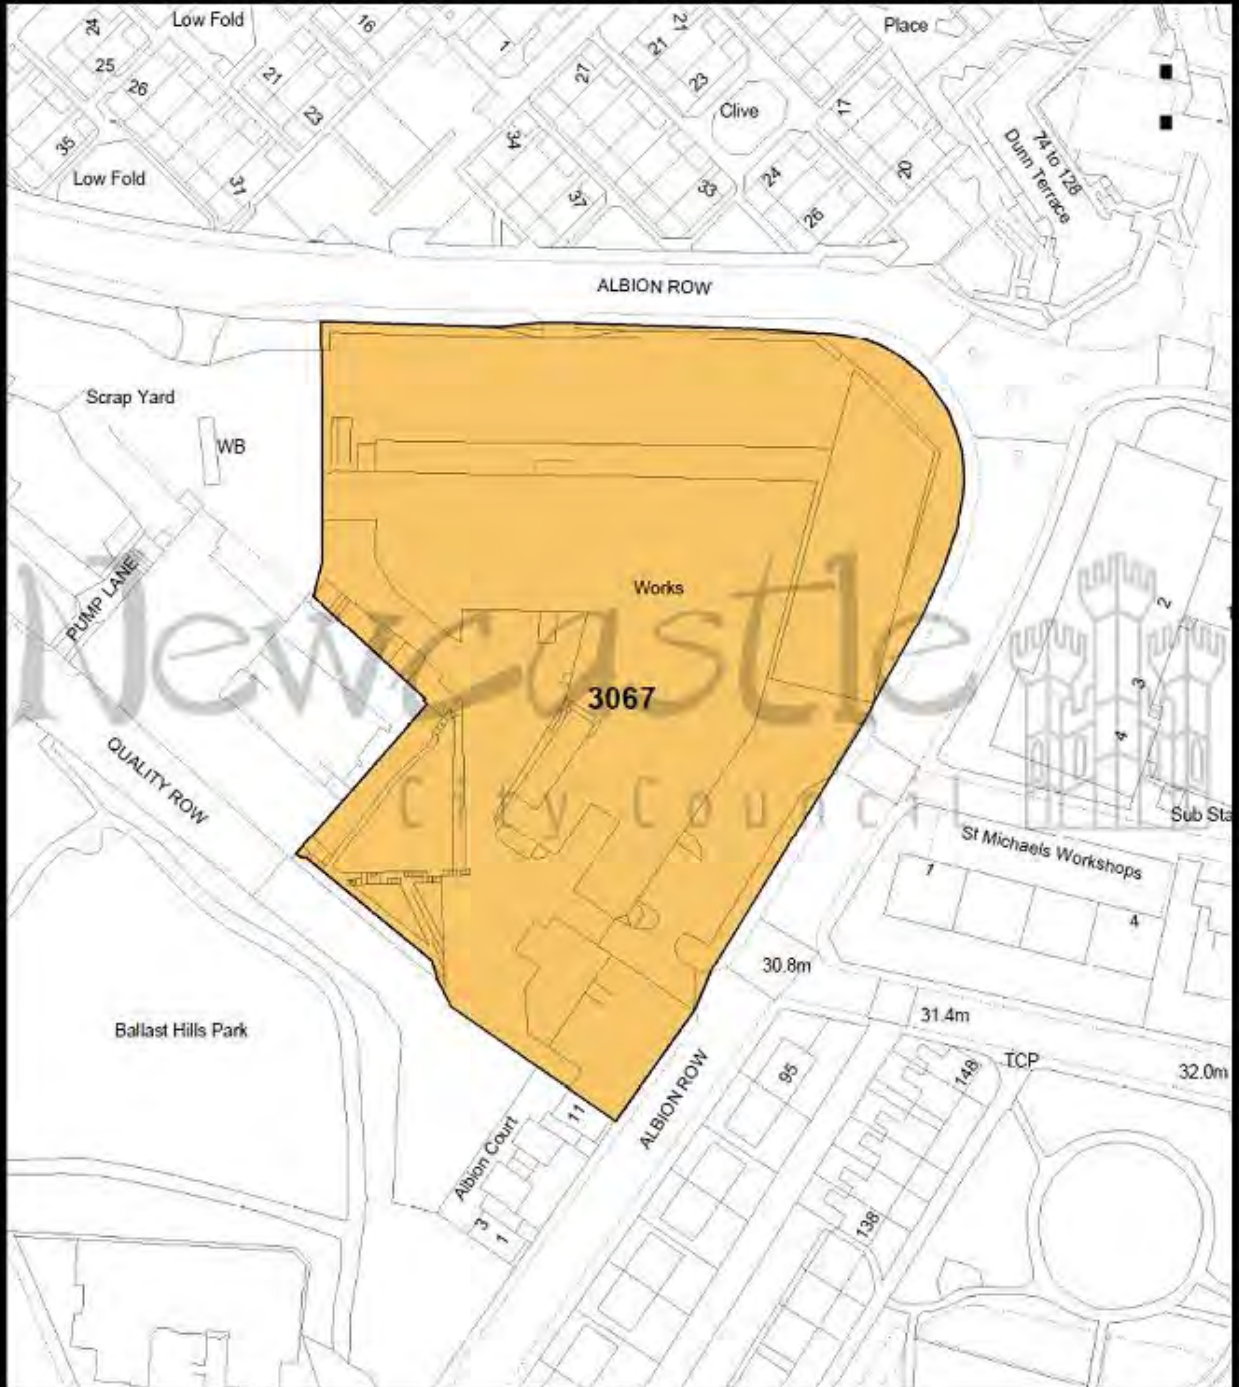 Low Fold
24
25
26
35
Low Fold
21
23
31
16
1
27
21
21
23
34
37
33
Clive
24
26
17
20
Place
74 to 128
Dunn Terrace
ALBION ROW
Scrap Yard
WB
PUMP LANE
Works
3067
Newcastle
City Council
QUALITY ROW
2
3
4
Sub Sta
St Michaels Workshops
1
4
30.8m
31.4m
32.0m
TCP
Ballast Hills Park
ALBION ROW
95
148
138
11
Albion Court
3
1